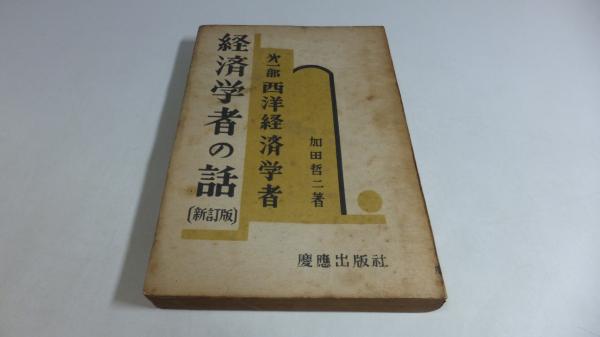 経済学者の話
〔新訂版〕
第一部 西洋経済学者
加田哲二著
慶應出版社